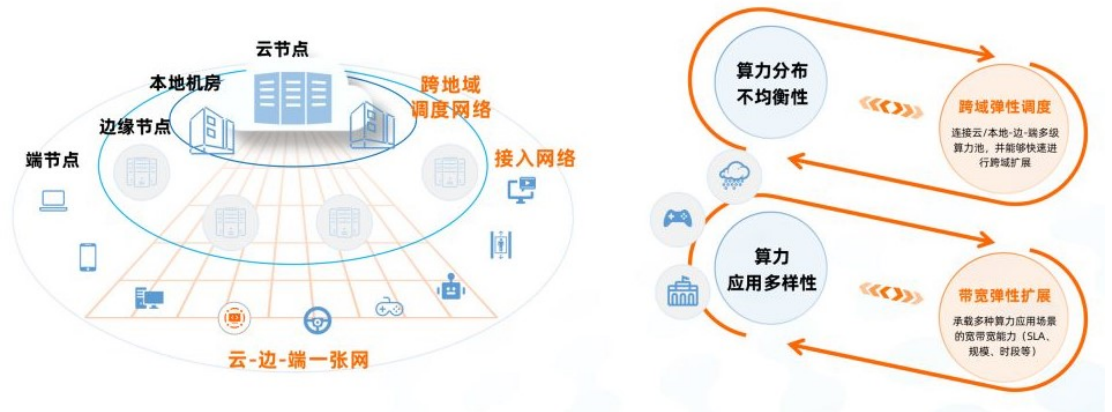 云节点
本地机房
跨地域
调度网络
边缘节点
端节点
接入网络
云-边-端一张网
算力分布
不均衡性
跨域弹性调度
连接云/本地-边-端多级
算力池，并能够快速进
行跨域扩展
算力
应用多样性
带宽弹性扩展
承载多种算力应用场景
的宽带宽能力（SLA、
规模、时段等）